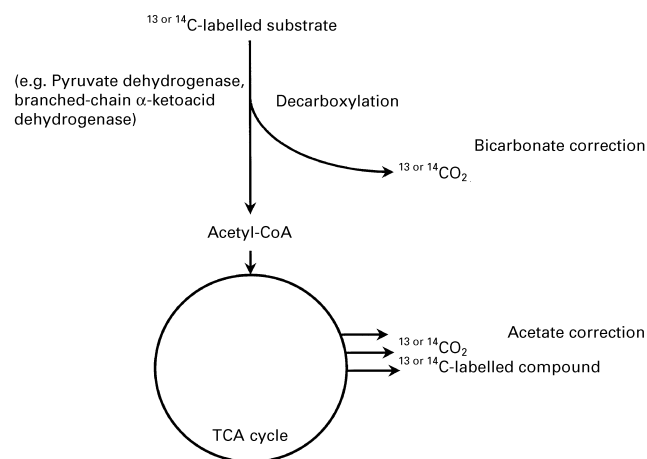 13 or 14C-labelled substrate
(e.g. Pyruvate dehydrogenase,
branched-chain α-ketoacid
dehydrogenase)
Decarboxylation
Bicarbonate correction
13 or 14CO2
Acetyl-CoA
Acetate correction
13 or 14CO2
13 or 14C-labelled compound
TCA cycle